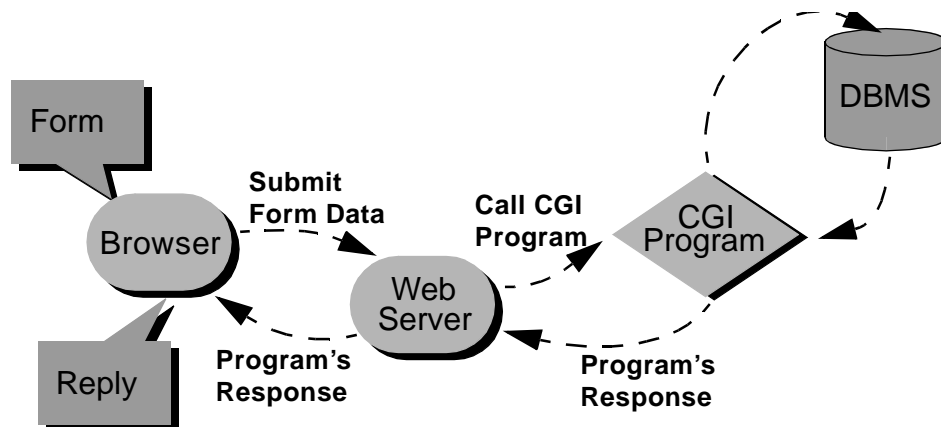 DBMS
Form
Submit
Form Data
Call CGI
Program
CGI
Program
Browser
Web
Server
Program’s
Response
Program’s
Response
Reply